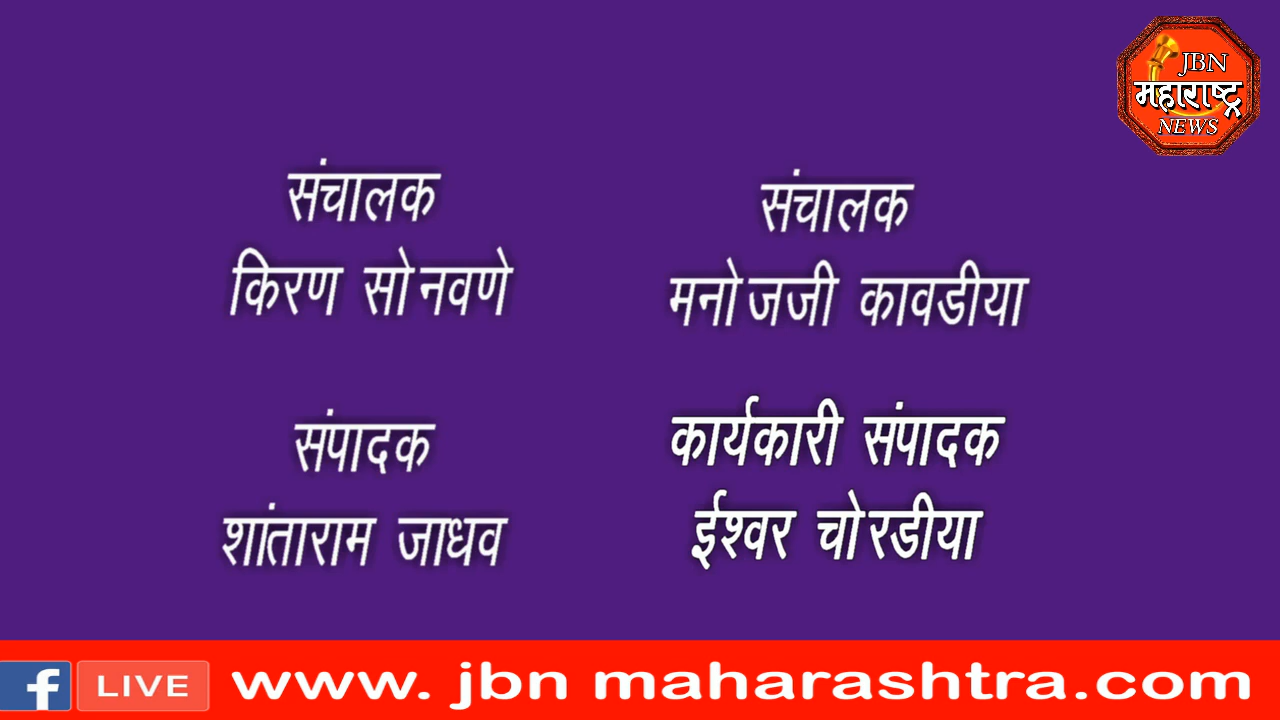 JBN
महाराष्ट्र
NEWS
संचालक
किरण सोनवणे
संचालक
मनोजजी कावडीया
संपादक
शांताराम जाधव
कार्यकारी संपादक
ईश्वर चोरडीया
f LIVE www. jbn maharashtra.com